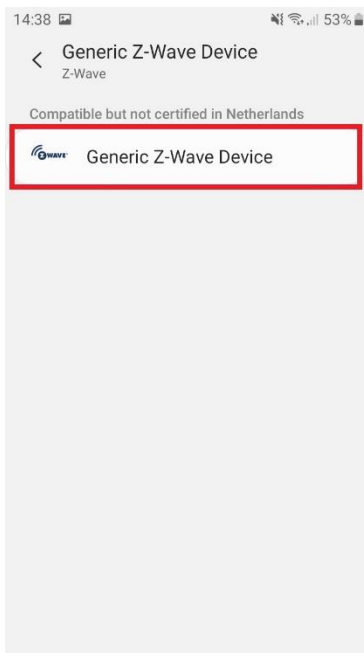 14:38 53%
Generic Z-Wave Device
Z-Wave
Compatible but not certified in Netherlands
Z WAVE Generic Z-Wave Device